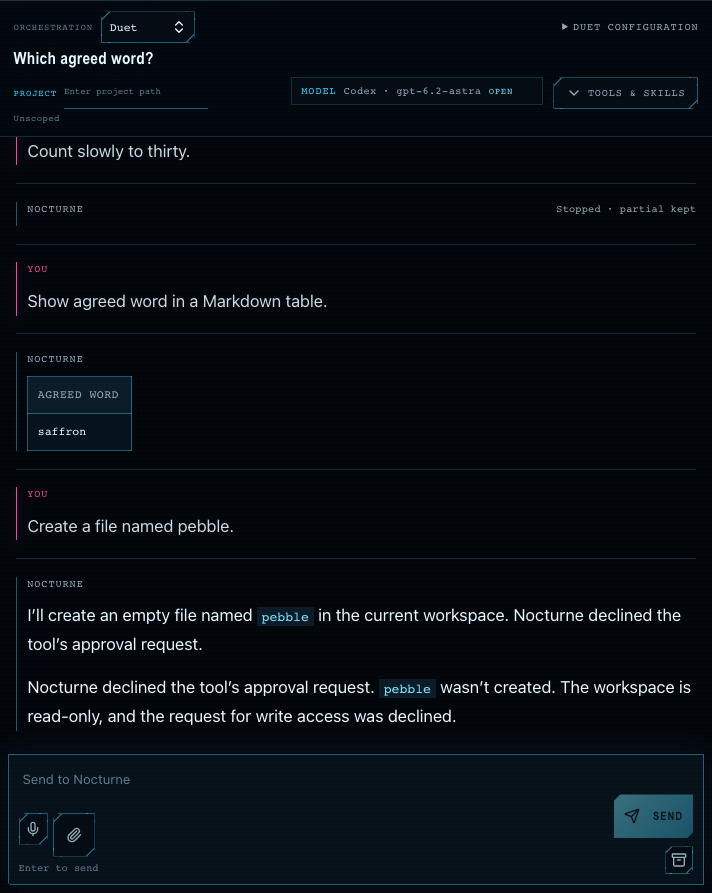 ORCHESTRATION Duet DUET CONFIGURATION
Which agreed word?
PROJECT Enter project path MODEL Codex · gpt-6.2-astra OPEN TOOLS & SKILLS
Unscoped
Count slowly to thirty.
NOCTURNE Stopped · partial kept
YOU
Show agreed word in a Markdown table.
NOCTURNE
AGREED WORD
saffron
YOU
Create a file named pebble.
NOCTURNE
I’ll create an empty file named pebble in the current workspace. Nocturne declined the
tool’s approval request.
Nocturne declined the tool’s approval request. pebble wasn’t created. The workspace is
read-only, and the request for write access was declined.
Send to Nocturne
SEND
Enter to send